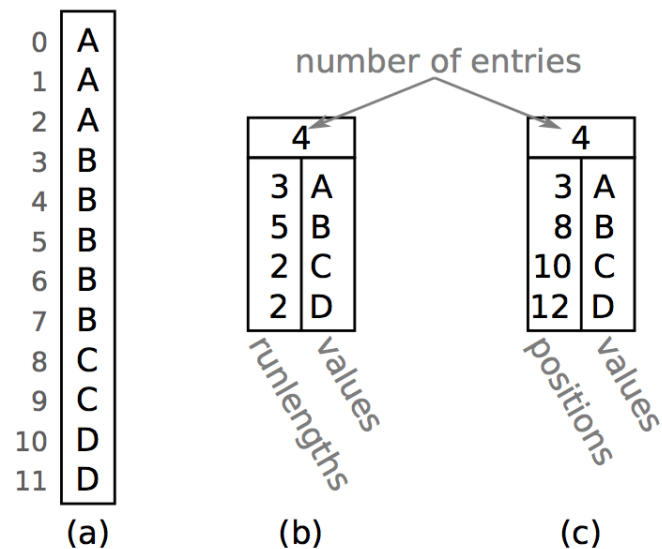 number of entries
0 A
1 A
2 A
3 B
4 B
5 B
6 B
7 B
8 C
9 C
10 D
11 D
(a)
4
3 A
5 B
2 C
2 D
runlengths
values
(b)
4
3 A
8 B
10 C
12 D
positions
values
(c)